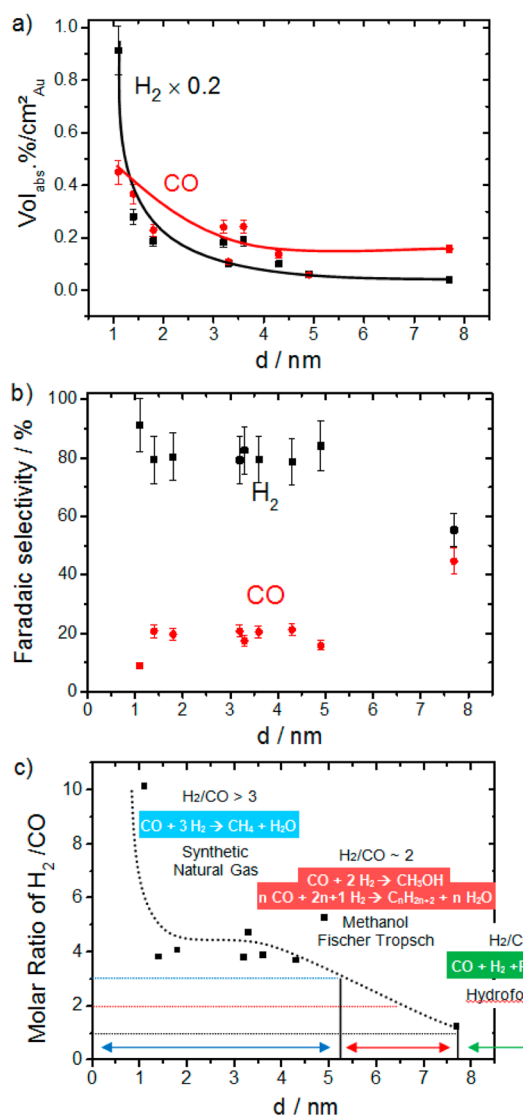 a)
Vol_abs, %/cm²_Au
1.0
0.8
0.6
0.4
0.2
0.0
H₂ × 0.2
CO
1 2 3 4 5 6 7 8
d / nm
b)
Faradaic selectivity / %
100
80
60
40
20
0
H₂
CO
0 1 2 3 4 5 6 7 8
d / nm
c)
Molar Ratio of H₂ /CO
10
8
6
4
2
0
H₂/CO > 3
CO + 3 H₂ → CH₄ + H₂O
Synthetic
Natural Gas
H₂/CO ~ 2
CO + 2 H₂ → CH₃OH
n CO + 2n+1 H₂ → CₙH₂ₙ₊₂ + n H₂O
Methanol
Fischer Tropsch
H₂/C
CO + H₂ +
Hydrofo
0 1 2 3 4 5 6 7 8
d / nm